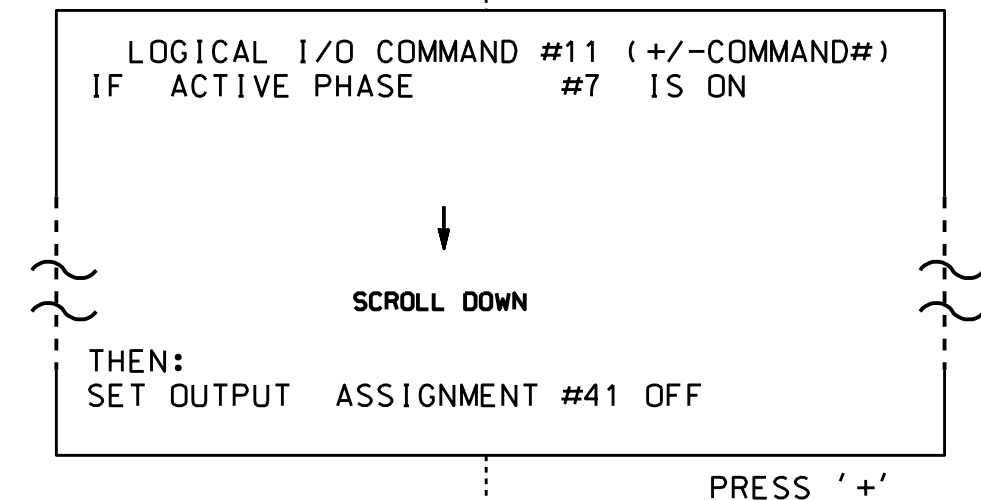 LOGICAL I/O COMMAND #11 (+/-COMMAND#)
IF ACTIVE PHASE #7 IS ON
SCROLL DOWN
THEN:
SET OUTPUT ASSIGNMENT #41 OFF
PRESS '+'